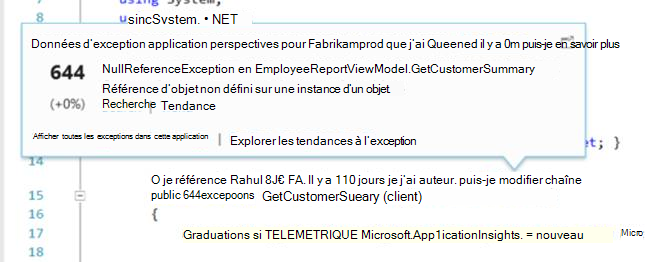 8 usincSvstem. • NET
Données d'exception application perspectives pour Fabrikamprod que j'ai Queened il y a 0m puis-je en savoir plus
644 NullReferenceException en EmployeeReportViewModel.GetCustomerSummary
Référence d'objet non défini sur une instance d'un objet.
(+0%) Recherche | Tendance
Afficher toutes les exceptions dans cette application | Explorer les tendances à l'exception
et; }
14
O je référence Rahul 8J€ FA. Il y a 110 jours je j'ai auteur. puis-je modifier chaîne
15 public 644excepoons GetCustomerSueary (client)
16 {
17 Graduations si TELEMETRIQUE Microsoft.App1icationInsights. = nouveau Micro
18